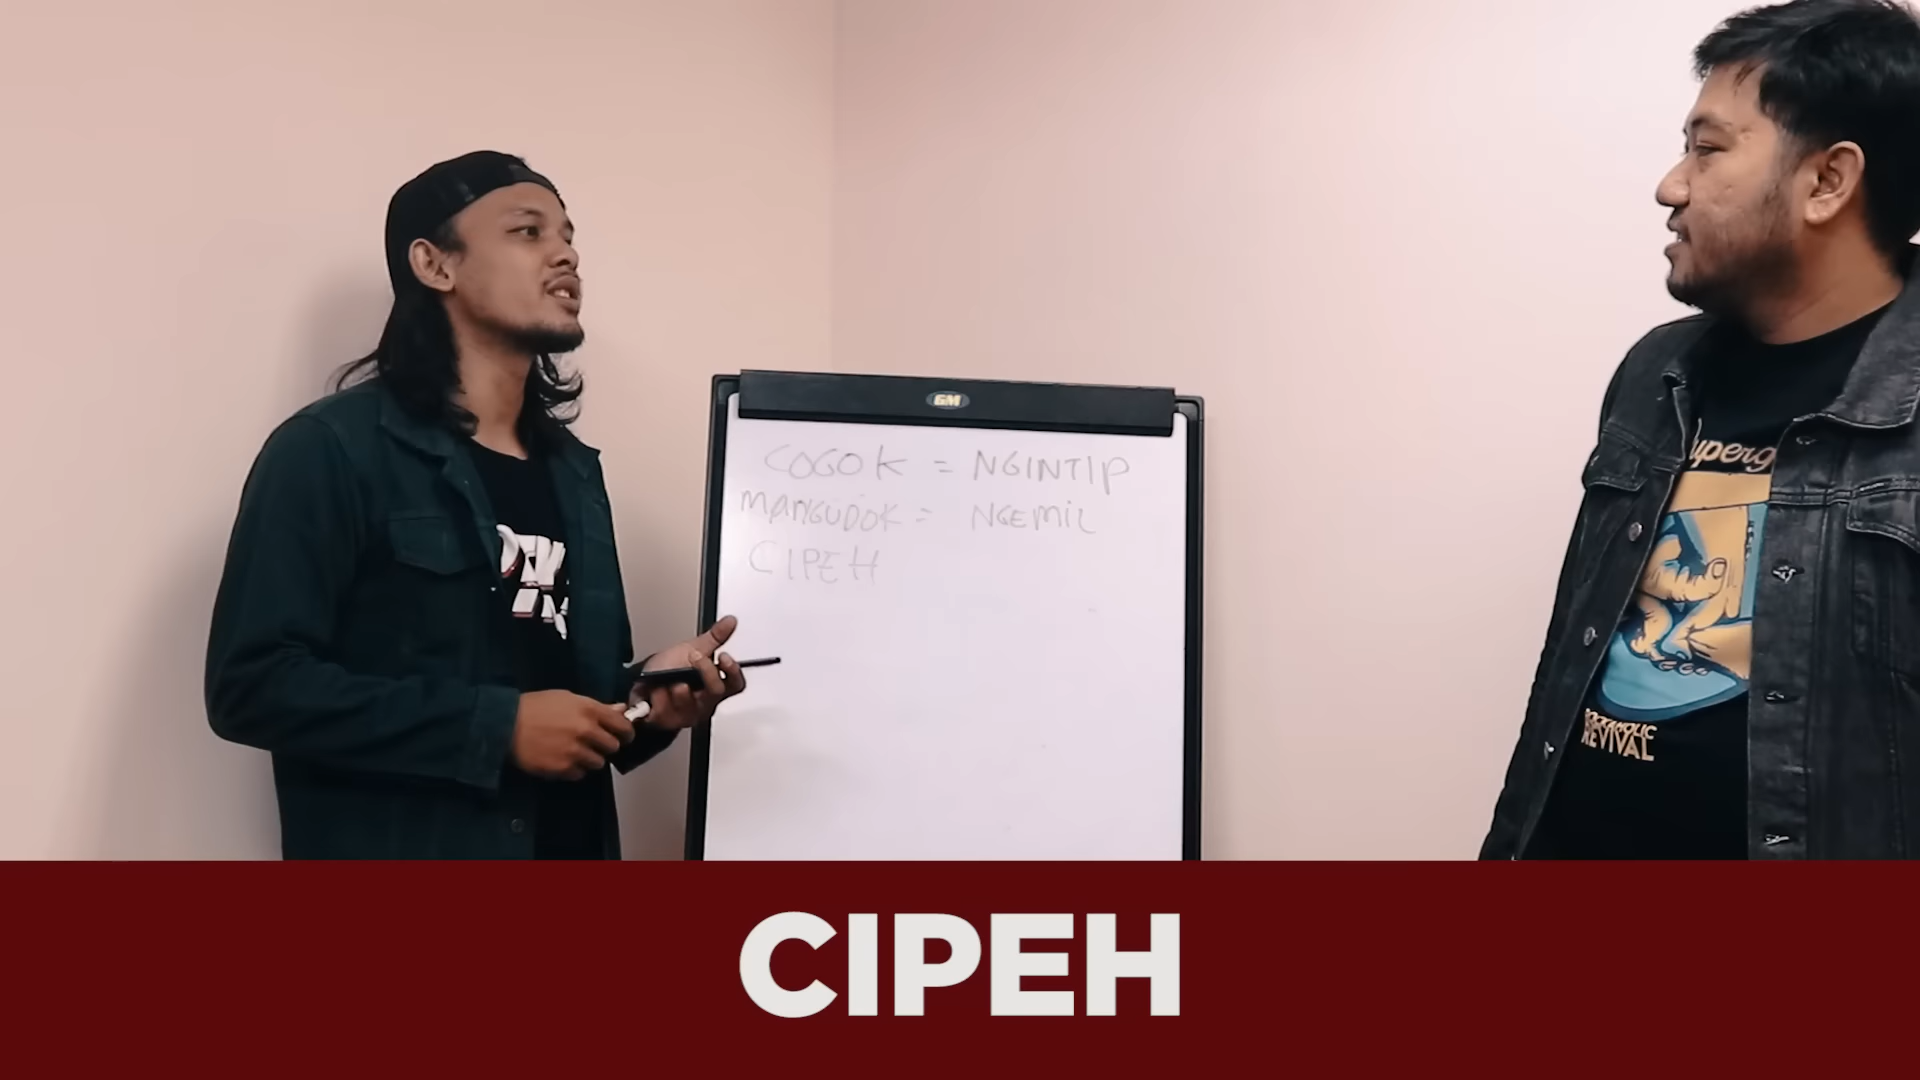 GM
COGOK = NGINTIP
MANGUDOK = NGEMIL
CIPEH
REVIVAL
CIPEH